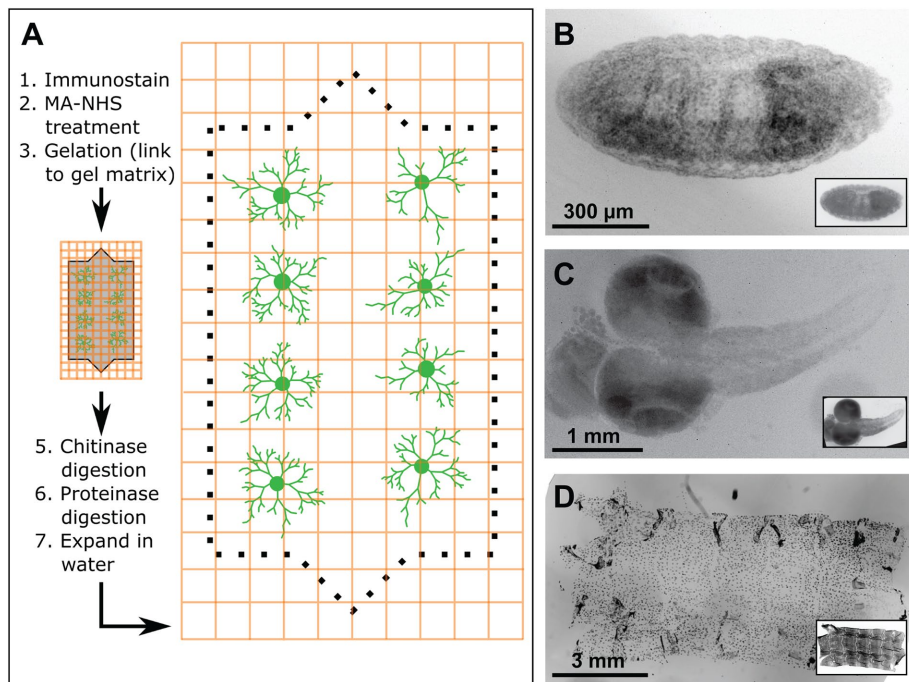 A
1. Immunostain
2. MA-NHS
treatment
3. Gelation (link
to gel matrix)
5. Chitinase
digestion
6. Proteinase
digestion
7. Expand in
water
B
300 µm
C
1 mm
D
3 mm